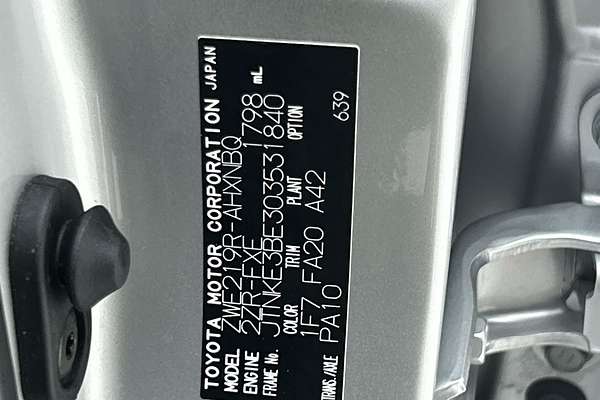 TOYOTA MOTOR CORPORATION JAPAN
MODEL ZWE219R-AHXNBQ
ENGINE 2ZR-FXE 1798 mL
FRAME No. JTNKE3BE303531840
COLOR TRIM PLANT OPTION
1F7 FA20 A42
TRANS./AXLE PA10 639